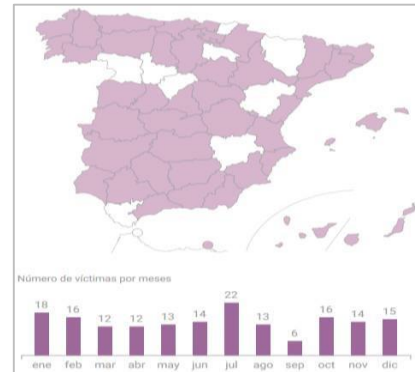 Número de víctimas por meses
18 16 12 12 13 14 22 13 6 16 14 15
ene feb mar abr may jun jul ago sep oct nov dic